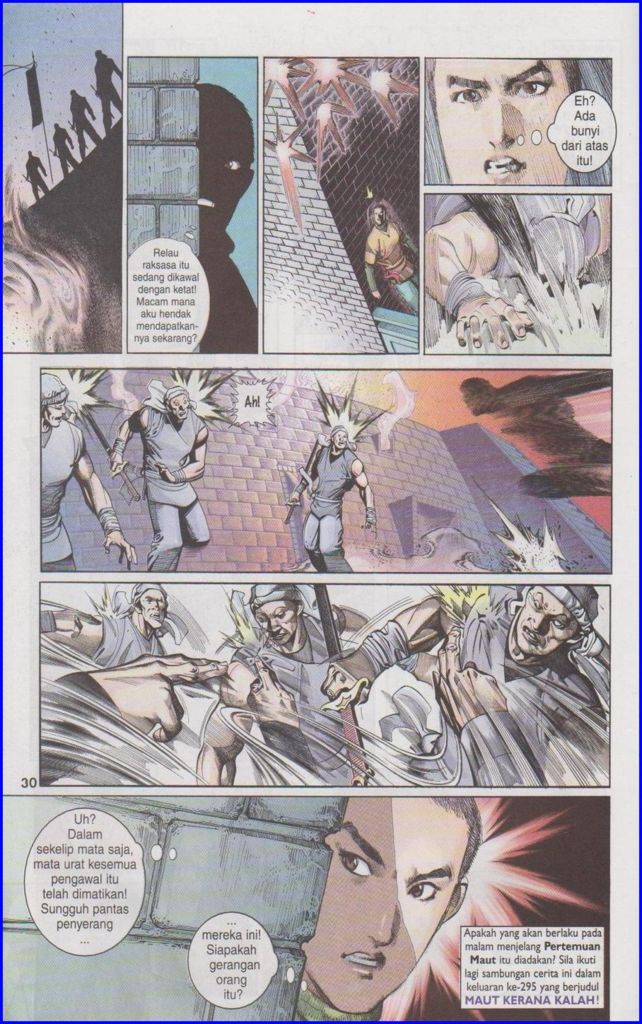 Relau
raksasa itu
sedang dikawal
dengan ketat!
Macam mana
aku hendak
mendapatkan-
nya sekarang?
Eh?
Ada
bunyi
dari atas
itu!
Ah!
30
Uh?
Dalam
sekelip mata saja,
mata urat kesemua
pengawal itu
telah dimatikan!
Sungguh pantas
penyerang
...
...
mereka ini!
Siapakah
gerangan
orang
itu?
Apakah yang akan berlaku pada
malam menjelang Pertemuan
Maut itu diadakan? Sila ikuti
lagi sambungan cerita ini dalam
keluaran ke-295 yang berjudul
MAUT KERANA KALAH!